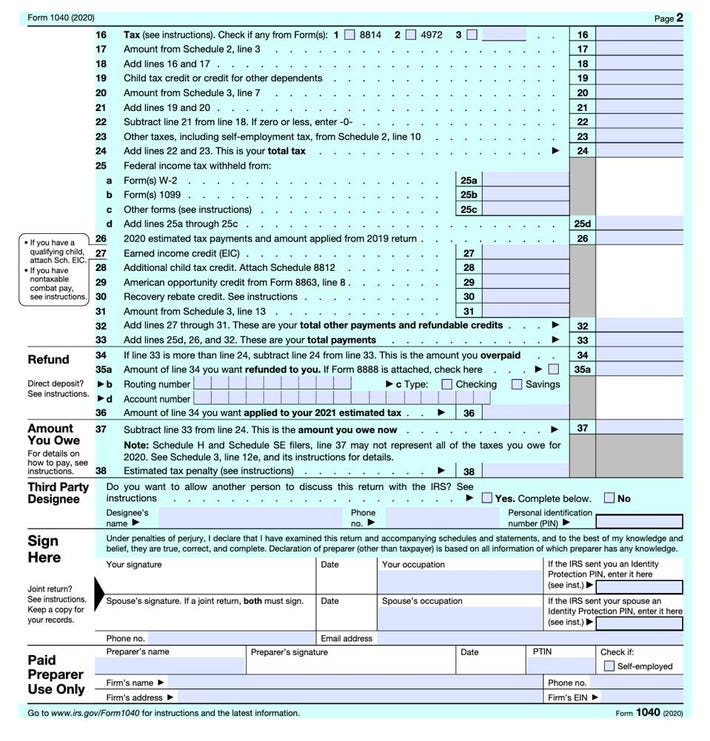 Form 1040 (2020) Page 2
16 Tax (see instructions). Check if any from Form(s): 1 8814 2 4972 3 . . 16
17 Amount from Schedule 2, line 3 17
18 Add lines 16 and 17 18
19 Child tax credit or credit for other dependents 19
20 Amount from Schedule 3, line 7 20
21 Add lines 19 and 20 21
22 Subtract line 21 from line 18. If zero or less, enter -0- 22
23 Other taxes, including self-employment tax, from Schedule 2, line 10 23
24 Add lines 22 and 23. This is your total tax ▶ 24
25 Federal income tax withheld from:
a Form(s) W-2 25a
b Form(s) 1099 25b
c Other forms (see instructions) 25c
d Add lines 25a through 25c 25d
• If you have a qualifying child, attach Sch. EIC.
• If you have nontaxable combat pay, see instructions.
26 2020 estimated tax payments and amount applied from 2019 return 26
27 Earned income credit (EIC) 27
28 Additional child tax credit. Attach Schedule 8812 28
29 American opportunity credit from Form 8863, line 8 29
30 Recovery rebate credit. See instructions 30
31 Amount from Schedule 3, line 13 31
32 Add lines 27 through 31. These are your total other payments and refundable credits ▶ 32
33 Add lines 25d, 26, and 32. These are your total payments ▶ 33
Refund
34 If line 33 is more than line 24, subtract line 24 from line 33. This is the amount you overpaid 34
35a Amount of line 34 you want refunded to you. If Form 8888 is attached, check here ▶ 35a
Direct deposit? See instructions.
▶ b Routing number ▶ c Type: Checking Savings
▶ d Account number
36 Amount of line 34 you want applied to your 2021 estimated tax ▶ 36
Amount You Owe
For details on how to pay, see instructions.
37 Subtract line 33 from line 24. This is the amount you owe now ▶ 37
Note: Schedule H and Schedule SE filers, line 37 may not represent all of the taxes you owe for
2020. See Schedule 3, line 12e, and its instructions for details.
38 Estimated tax penalty (see instructions) ▶ 38
Third Party Designee
Do you want to allow another person to discuss this return with the IRS? See
instructions ▶ Yes. Complete below. No
Designee's name ▶ Phone no. ▶ Personal identification number (PIN) ▶
Sign Here
Under penalties of perjury, I declare that I have examined this return and accompanying schedules and statements, and to the best of my knowledge and
belief, they are true, correct, and complete. Declaration of preparer (other than taxpayer) is based on all information of which preparer has any knowledge.
Joint return? See instructions. Keep a copy for your records.
Your signature Date Your occupation If the IRS sent you an Identity Protection PIN, enter it here (see inst.) ▶
Spouse's signature. If a joint return, both must sign. Date Spouse's occupation If the IRS sent your spouse an Identity Protection PIN, enter it here (see inst.) ▶
Phone no. Email address
Paid Preparer Use Only
Preparer's name Preparer's signature Date PTIN Check if:
Self-employed
Firm's name ▶ Phone no.
Firm's address ▶ Firm's EIN ▶
Go to www.irs.gov/Form1040 for instructions and the latest information. Form 1040 (2020)